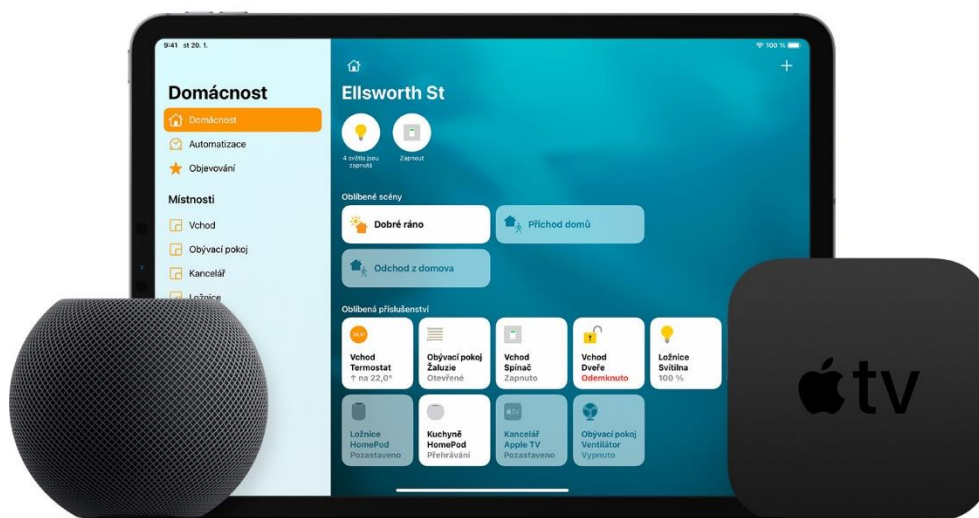 9:41 st 20. 1.
100 %
Domácnost
Domácnost
Automatizace
Objevování
Místnosti
Vchod
Obývací pokoj
Kancelář
Ložnice
Ellsworth St
4 světla jsou
zapnutá
Zapnout
Oblíbené scény
Dobré ráno
Příchod domů
Odchod z domova
Oblíbená příslušenství
Vchod
Termostat
↑ na 22,0°
Obývací pokoj
Žaluzie
Otevřené
Vchod
Spínač
Zapnuto
Vchod
Dveře
Odemknuto
Ložnice
Svítilna
100 %
Ložnice
HomePod
Pozastaveno
Kuchyně
HomePod
Přehrávání
tv
Kancelář
Apple TV
Pozastaveno
Obývací pokoj
Ventilátor
Vypnuto
tv